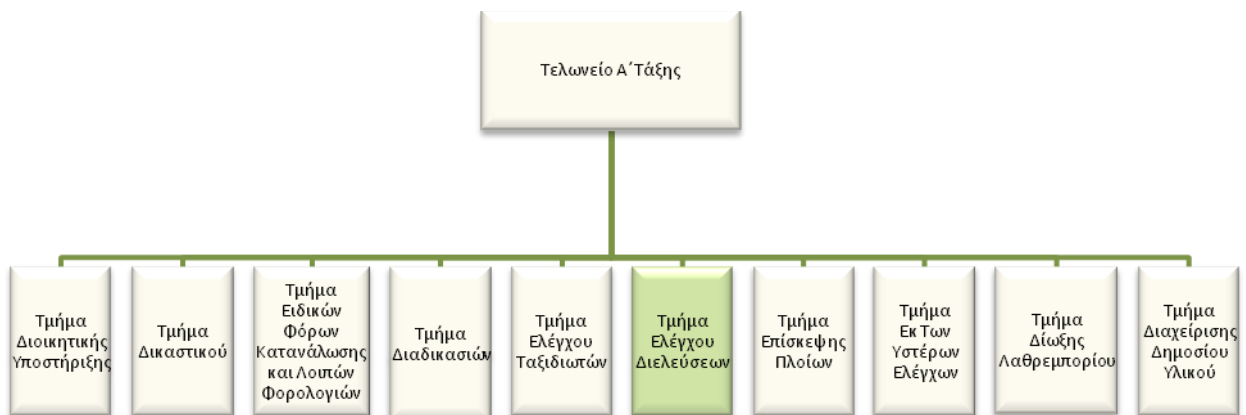 Τελωνείο Α΄Τάξης
Τμήμα
Διοικητικής
Υποστήριξης
Τμήμα
Δικαστικού
Τμήμα
Ειδικών
Φόρων
Κατανάλωσης
και Λοιπών
Φορολογιών
Τμήμα
Διαδικασιών
Τμήμα
Ελέγχου
Ταξιδιωτών
Τμήμα
Ελέγχου
Διελεύσεων
Τμήμα
Επίσκεψης
Πλοίων
Τμήμα
Εκ Των
Υστέρων
Ελέγχων
Τμήμα
Δίωξης
Λαθρεμπορίου
Τμήμα
Διαχείρισης
Δημοσίου
Υλικού